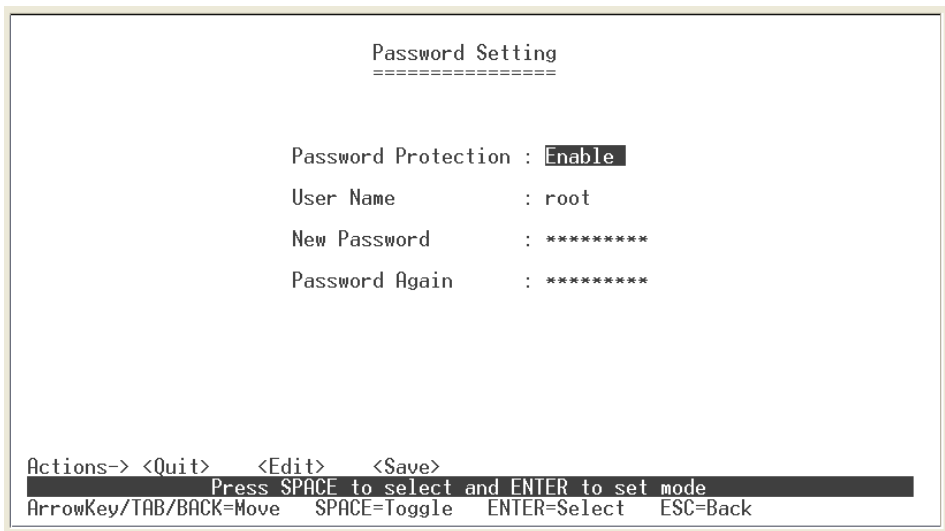 Password Setting
================
Password Protection : Enable
User Name : root
New Password : *********
Password Again : *********
Actions-> <Quit> <Edit> <Save>
Press SPACE to select and ENTER to set mode
ArrowKey/TAB/BACK=Move SPACE=Toggle ENTER=Select ESC=Back